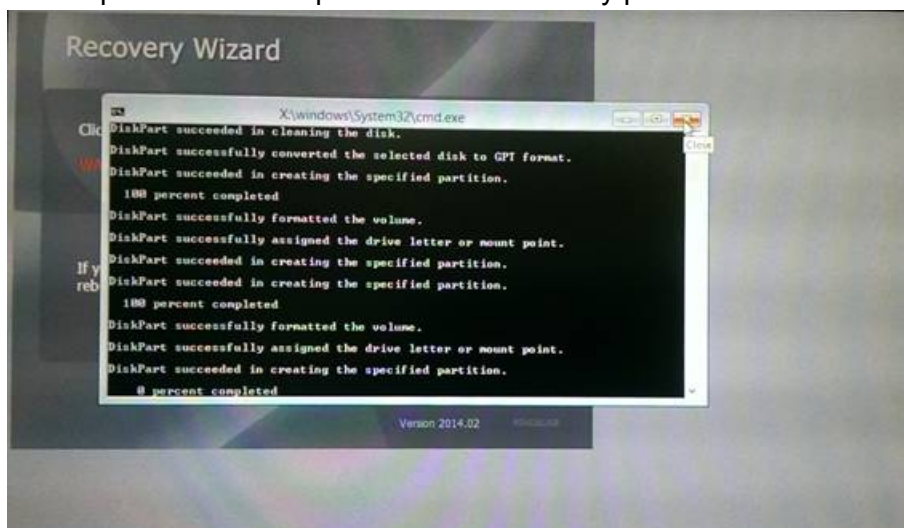 Recovery Wizard
X:\windows\System32\cmd.exe
Close
Clic
DiskPart succeeded in cleaning the disk.
DiskPart successfully converted the selected disk to GPT format.
WA
DiskPart succeeded in creating the specified partition.
100 percent completed
DiskPart successfully formatted the volume.
DiskPart successfully assigned the drive letter or mount point.
If y
DiskPart succeeded in creating the specified partition.
reb
DiskPart succeeded in creating the specified partition.
100 percent completed
DiskPart successfully formatted the volume.
DiskPart successfully assigned the drive letter or mount point.
DiskPart succeeded in creating the specified partition.
0 percent completed
Version 2014.02